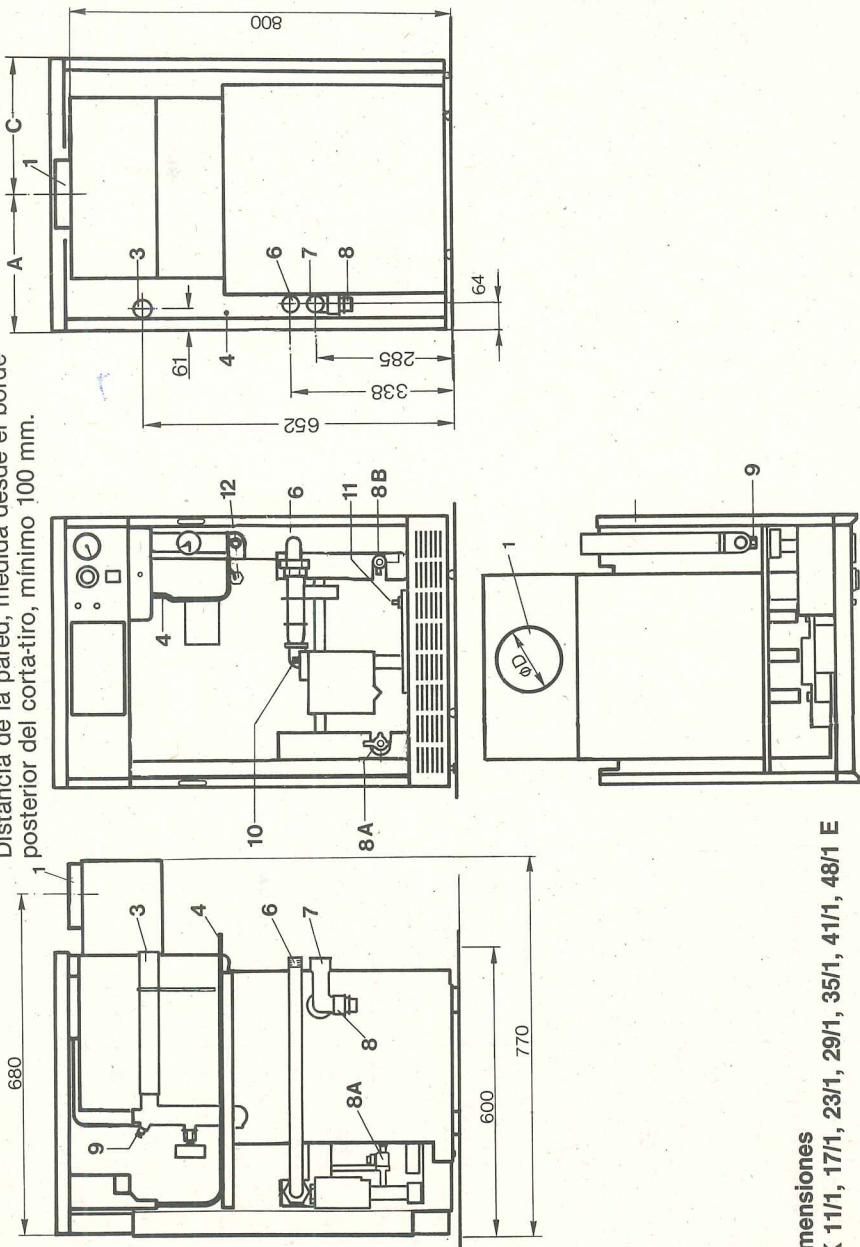 Distancia de la pared, medida desde el borde
posterior del corta-tiro, mínimo 100 mm.
680
1
3
4
6
7
8
8A
9
600
770
4
12
6
11
8B
10
8A
A
C
1
3
4
6
7
8
61
64
285
338
652
800
1
ØD
9
mensiones
11/1, 17/1, 23/1, 29/1, 35/1, 41/1, 48/1 E